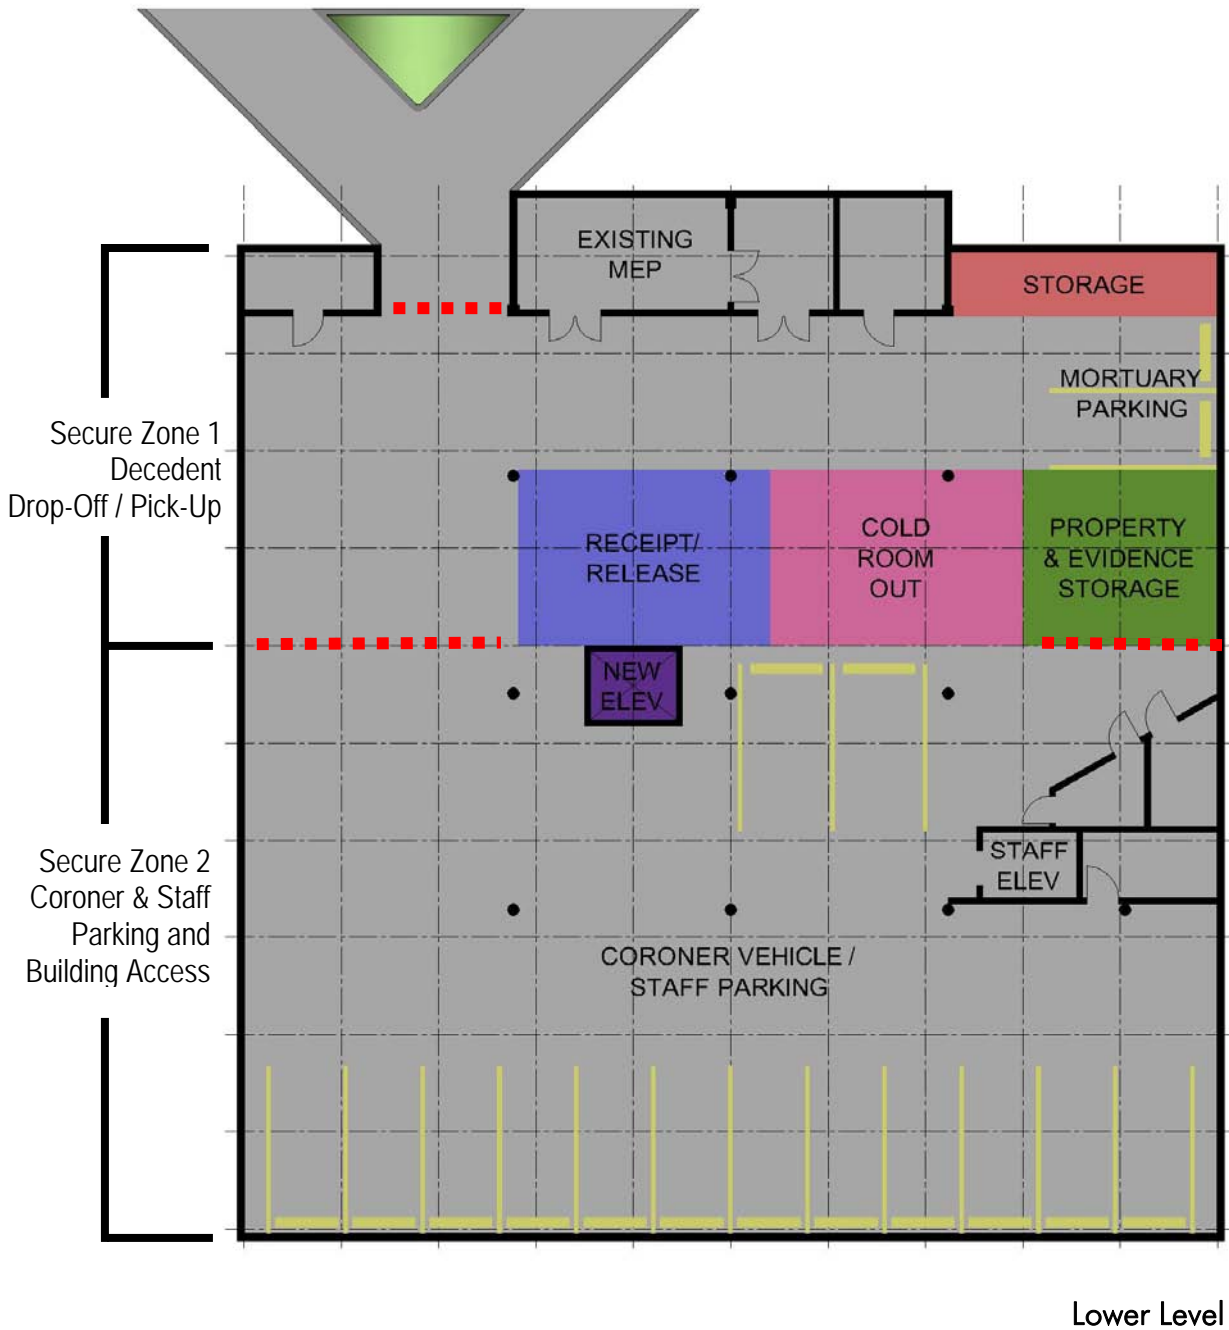 EXISTING
MEP
STORAGE
MORTUARY
PARKING
Secure Zone 1
Decedent
Drop-Off / Pick-Up
RECEIPT/
RELEASE
COLD
ROOM
OUT
PROPERTY
& EVIDENCE
STORAGE
NEW
ELEV
STAFF
ELEV
Secure Zone 2
Coroner & Staff
Parking and
Building Access
CORONER VEHICLE /
STAFF PARKING
Lower Level